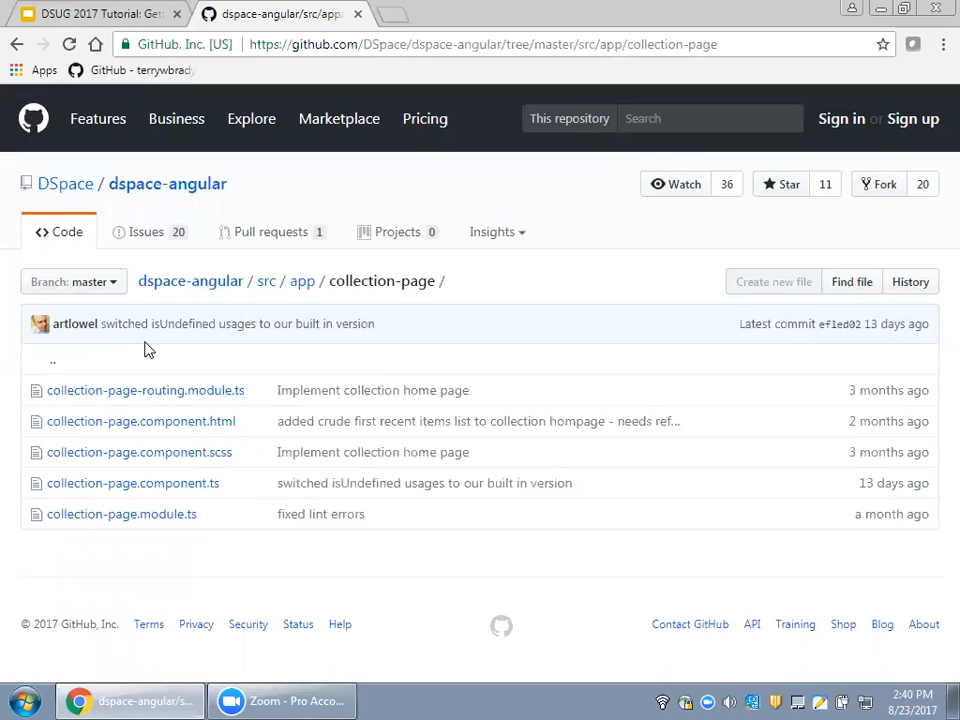 DSUG 2017 Tutorial: Get
dspace-angular/src/app
GitHub, Inc. [US]
https://github.com/DSpace/dspace-angular/tree/master/src/app/collection-page
Apps
GitHub - terrywbrady
Features
Business
Explore
Marketplace
Pricing
This repository
Search
Sign in or Sign up
DSpace / dspace-angular
Watch 36
Star 11
Fork 20
Code
Issues 20
Pull requests 1
Projects 0
Insights
Branch: master
dspace-angular / src / app / collection-page /
Create new file
Find file
History
artlowel switched isUndefined usages to our built in version
Latest commit ef1ed02 13 days ago
..
collection-page-routing.module.ts
Implement collection home page
3 months ago
collection-page.component.html
added crude first recent items list to collection hompage - needs ref...
2 months ago
collection-page.component.scss
Implement collection home page
3 months ago
collection-page.component.ts
switched isUndefined usages to our built in version
13 days ago
collection-page.module.ts
fixed lint errors
a month ago
© 2017 GitHub, Inc.
Terms
Privacy
Security
Status
Help
Contact GitHub
API
Training
Shop
Blog
About
dspace-angular/s...
Zoom - Pro Acco...
2:40 PM
8/23/2017